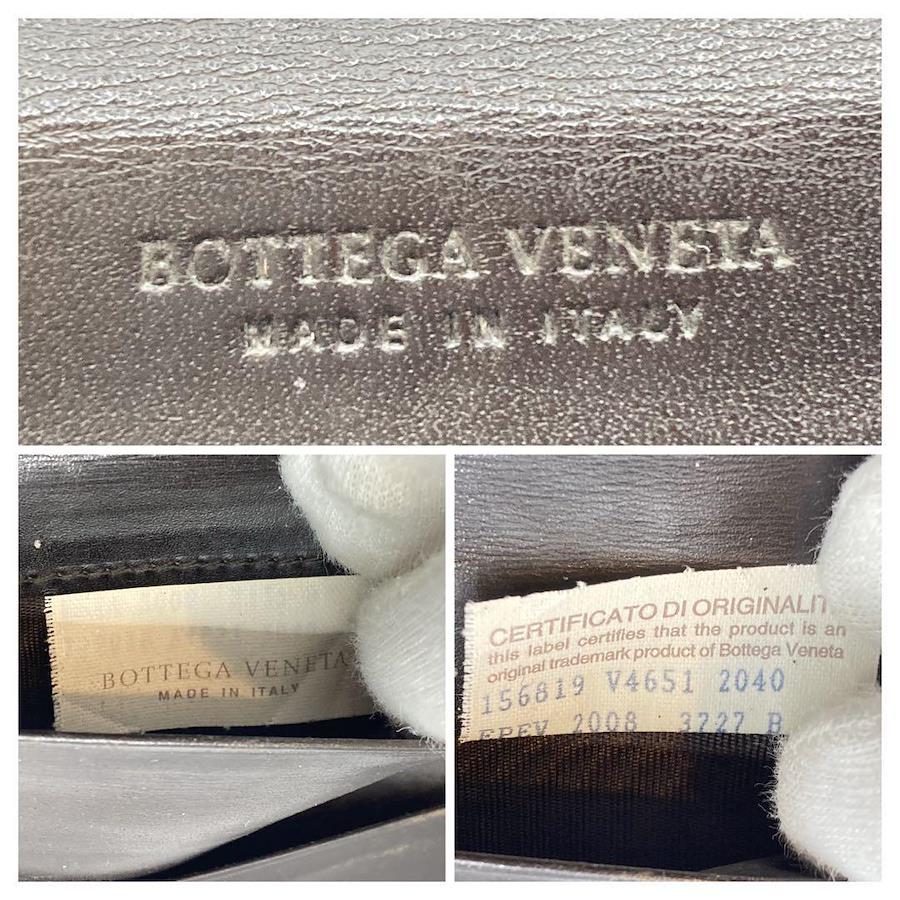 BOTTEGA VENETA
MADE IN ITALY
BOTTEGA VENETA
MADE IN ITALY
CERTIFICATO DI ORIGINALIT
this label certifies that the product is an
original trademark product of Bottega Veneta
156819 V4651 2040
2008 3727 B